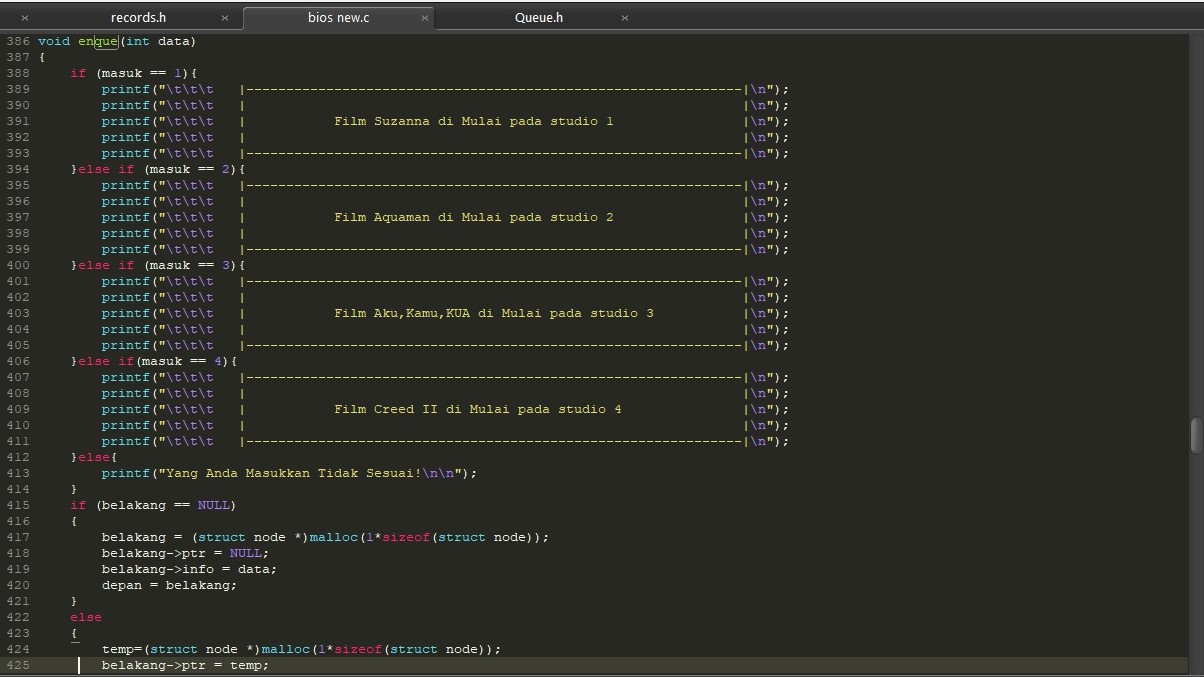 × records.h × bios new.c × Queue.h ×
386 void enque(int data)
387 {
388     if (masuk == 1){
389         printf("\t\t\t   |--------------------------------------------------------------|\n");
390         printf("\t\t\t   |                                                              |\n");
391         printf("\t\t\t   |           Film Suzanna di Mulai pada studio 1                |\n");
392         printf("\t\t\t   |                                                              |\n");
393         printf("\t\t\t   |--------------------------------------------------------------|\n");
394     }else if (masuk == 2){
395         printf("\t\t\t   |--------------------------------------------------------------|\n");
396         printf("\t\t\t   |                                                              |\n");
397         printf("\t\t\t   |           Film Aquaman di Mulai pada studio 2                |\n");
398         printf("\t\t\t   |                                                              |\n");
399         printf("\t\t\t   |--------------------------------------------------------------|\n");
400     }else if (masuk == 3){
401         printf("\t\t\t   |--------------------------------------------------------------|\n");
402         printf("\t\t\t   |                                                              |\n");
403         printf("\t\t\t   |           Film Aku,Kamu,KUA di Mulai pada studio 3           |\n");
404         printf("\t\t\t   |                                                              |\n");
405         printf("\t\t\t   |--------------------------------------------------------------|\n");
406     }else if(masuk == 4){
407         printf("\t\t\t   |--------------------------------------------------------------|\n");
408         printf("\t\t\t   |                                                              |\n");
409         printf("\t\t\t   |           Film Creed II di Mulai pada studio 4               |\n");
410         printf("\t\t\t   |                                                              |\n");
411         printf("\t\t\t   |--------------------------------------------------------------|\n");
412     }else{
413         printf("Yang Anda Masukkan Tidak Sesuai!\n\n");
414     }
415     if (belakang == NULL)
416     {
417         belakang = (struct node *)malloc(1*sizeof(struct node));
418         belakang->ptr = NULL;
419         belakang->info = data;
420         depan = belakang;
421     }
422     else
423     {
424         temp=(struct node *)malloc(1*sizeof(struct node));
425         belakang->ptr = temp;